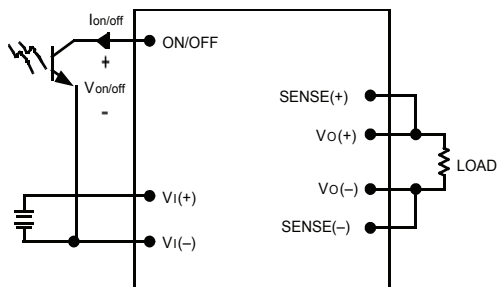 Ion/off
ON/OFF
+
Von/off
-
SENSE(+)
VO(+)
LOAD
VO(–)
SENSE(–)
VI(+)
VI(–)